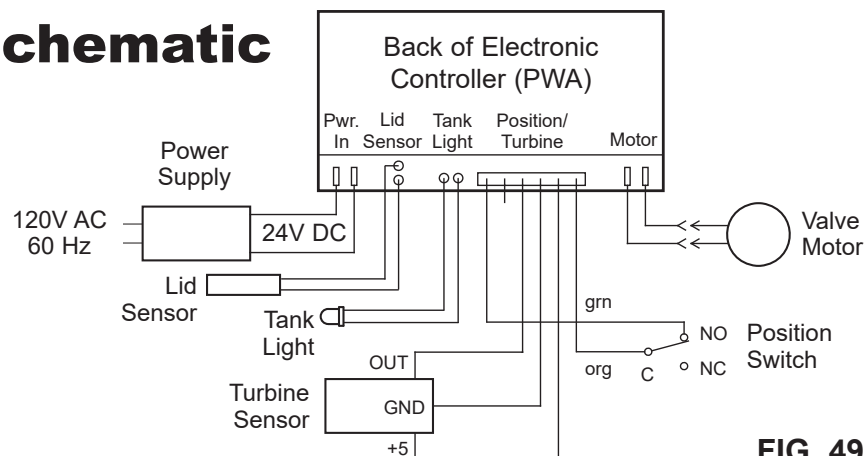 chematic
Back of Electronic
Controller (PWA)
Pwr. Lid Tank Position/
In Sensor Light Turbine Motor
Power
Supply
120V AC
60 Hz
24V DC
Valve
Motor
Lid
Sensor
Tank
Light
grn
NO
Position
Switch
org
C
NC
OUT
Turbine
Sensor
GND
+5
FIG. 49